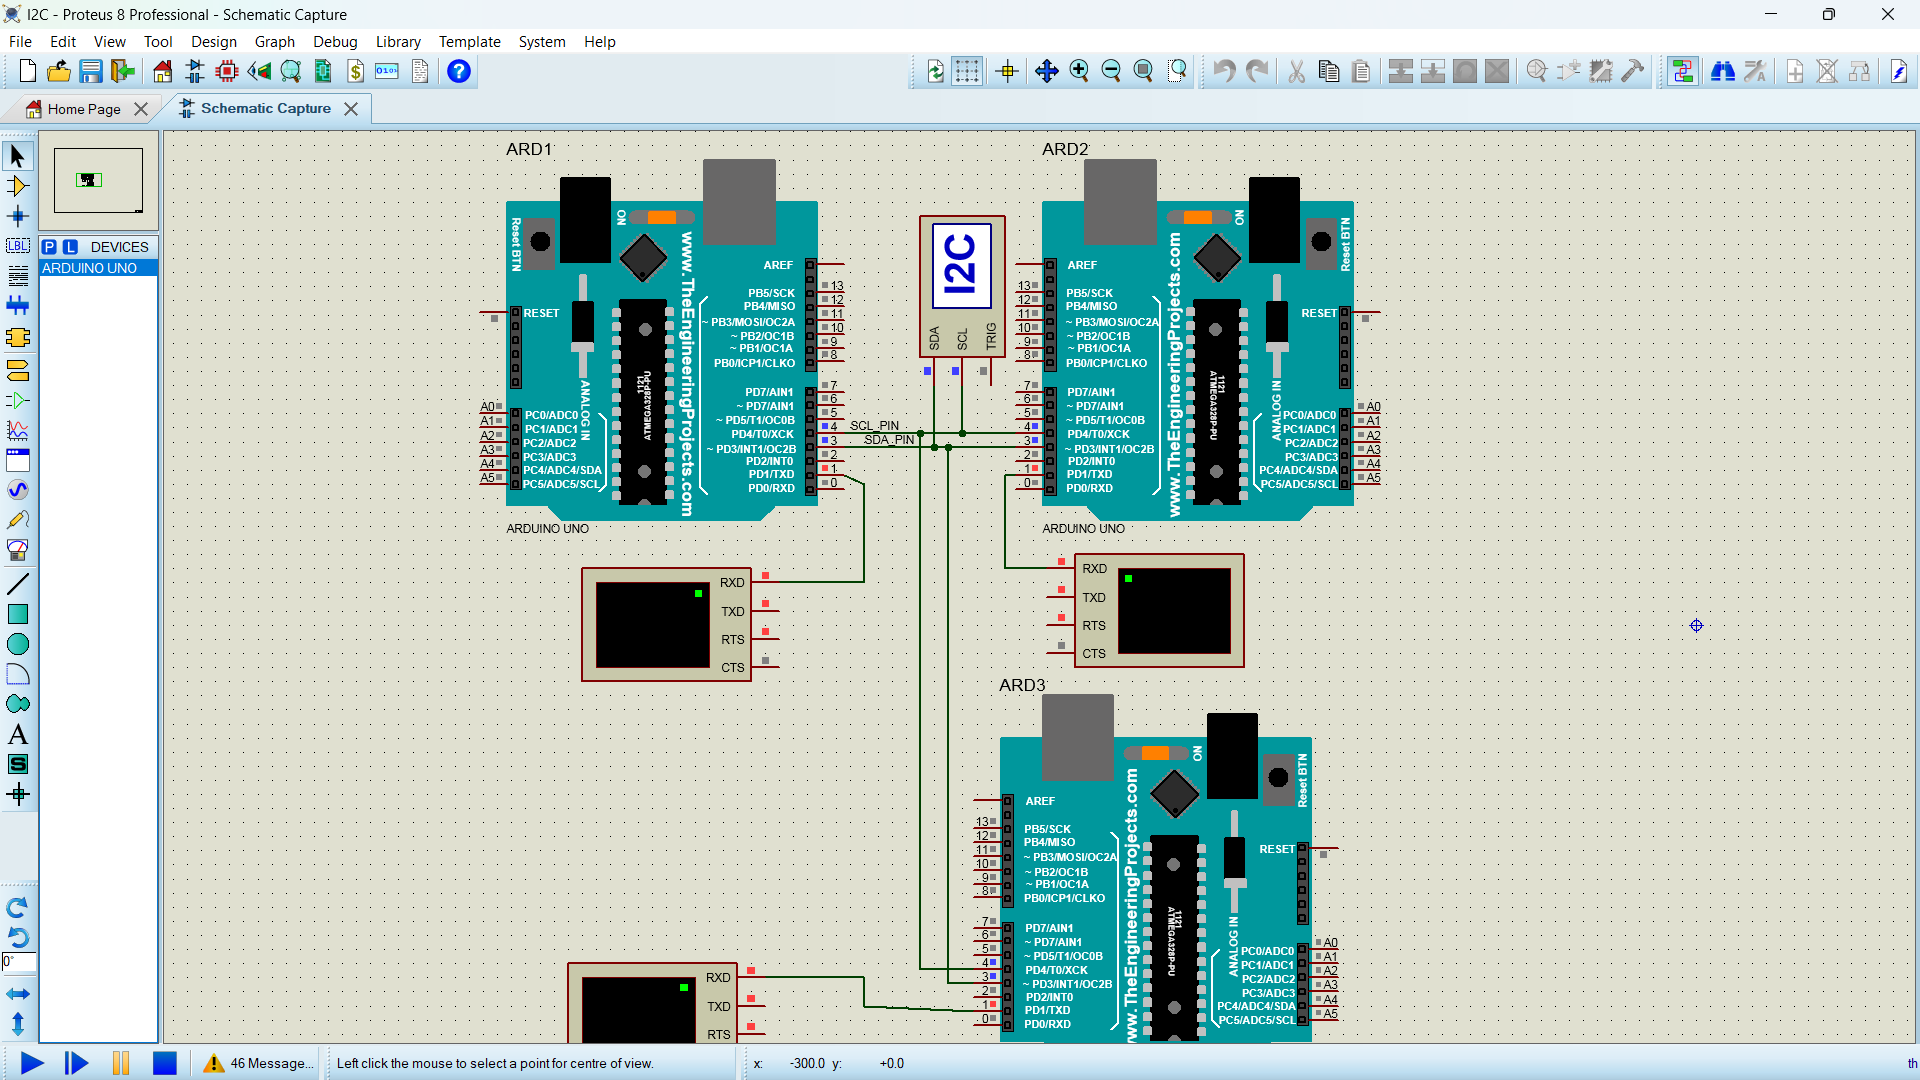 I2C - Proteus 8 Professional - Schematic Capture
File Edit View Tool Design Graph Debug Library Template System Help
Home Page
Schematic Capture
P L DEVICES
ARDUINO UNO
LBL
A
S
0°
ARD1
Reset BTN
ON
www.TheEngineeringProjects.com
RESET
AREF
PB5/SCK 13
PB4/MISO 12
~ PB3/MOSI/OC2A 11
~ PB2/OC1B 10
~ PB1/OC1A 9
PB0/ICP1/CLKO 8
PD7/AIN1 7
~ PD7/AIN1 6
~ PD5/T1/OC0B 5
PD4/T0/XCK 4
~ PD3/INT1/OC2B 3
PD2/INT0 2
PD1/TXD 1
PD0/RXD 0
1121
ATMEGA328P-PU
ANALOG IN
A0 PC0/ADC0
A1 PC1/ADC1
A2 PC2/ADC2
A3 PC3/ADC3
A4 PC4/ADC4/SDA
A5 PC5/ADC5/SCL
ARDUINO UNO
SCL_PIN
SDA_PIN
I2C
SDA
SCL
TRIG
ARD2
ON
Reset BTN
www.TheEngineeringProjects.com
RESET
AREF
13 PB5/SCK
12 PB4/MISO
11 ~ PB3/MOSI/OC2A
10 ~ PB2/OC1B
9 ~ PB1/OC1A
8 PB0/ICP1/CLKO
7 PD7/AIN1
6 ~ PD7/AIN1
5 ~ PD5/T1/OC0B
4 PD4/T0/XCK
3 ~ PD3/INT1/OC2B
2 PD2/INT0
1 PD1/TXD
0 PD0/RXD
1121
ATMEGA328P-PU
ANALOG IN
PC0/ADC0 A0
PC1/ADC1 A1
PC2/ADC2 A2
PC3/ADC3 A3
PC4/ADC4/SDA A4
PC5/ADC5/SCL A5
ARDUINO UNO
RXD
TXD
RTS
CTS
RXD
TXD
RTS
CTS
ARD3
ON
Reset BTN
ww.TheEngineeringProjects.com
RESET
AREF
13 PB5/SCK
12 PB4/MISO
11 ~ PB3/MOSI/OC2A
10 ~ PB2/OC1B
9 ~ PB1/OC1A
8 PB0/ICP1/CLKO
7 PD7/AIN1
6 ~ PD7/AIN1
5 ~ PD5/T1/OC0B
4 PD4/T0/XCK
3 ~ PD3/INT1/OC2B
2 PD2/INT0
1 PD1/TXD
0 PD0/RXD
1121
ATMEGA328P-PU
ANALOG IN
PC0/ADC0 A0
PC1/ADC1 A1
PC2/ADC2 A2
PC3/ADC3 A3
PC4/ADC4/SDA A4
PC5/ADC5/SCL A5
RXD
TXD
RTS
46 Message...
Left click the mouse to select a point for centre of view.
x: -300.0 y: +0.0
th